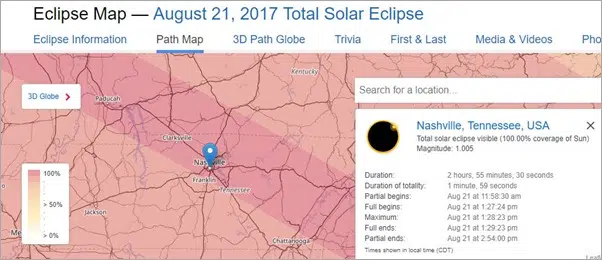 Eclipse Map — August 21, 2017 Total Solar Eclipse
Eclipse Information Path Map 3D Path Globe Trivia First & Last Media & Videos Pho
Kentucky
Search for a location...
3D Globe >
Paducah
Nashville, Tennessee, USA
Total solar eclipse visible (100.00% coverage of Sun)
Magnitude: 1.005
Clarksville
Nashville
Franklin
Tennessee
100%
50%
> 0%
Duration: 2 hours, 55 minutes, 30 seconds
Duration of totality: 1 minute, 59 seconds
Partial begins: Aug 21 at 11:58:30 am
Full begins: Aug 21 at 1:27:24 pm
Maximum: Aug 21 at 1:28:23 pm
Full ends: Aug 21 at 1:29:23 pm
Partial ends: Aug 21 at 2:54:00 pm
Times shown in local time (CDT)
Jackson
Me
Chattanooga